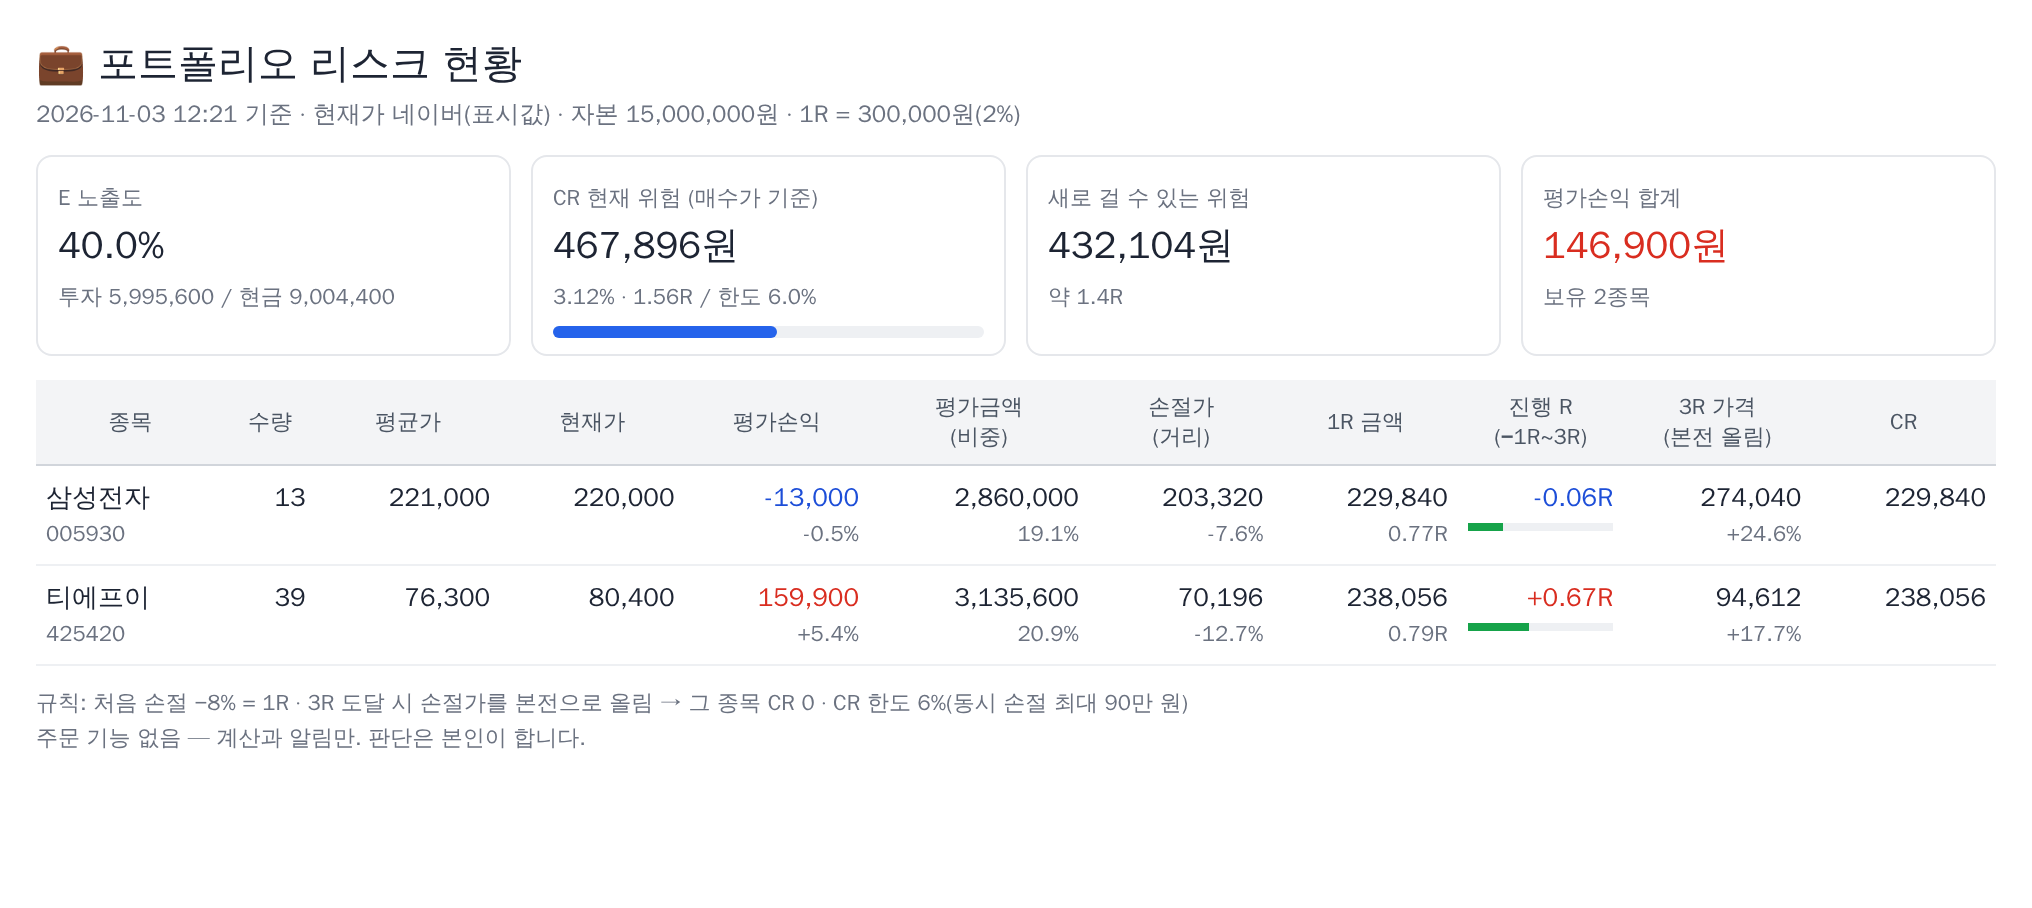 💼 포트폴리오 리스크 현황
2026-11-03 12:21 기준 · 현재가 네이버(표시값) · 자본 15,000,000원 · 1R = 300,000원(2%)
E 노출도
40.0%
투자 5,995,600 / 현금 9,004,400
CR 현재 위험 (매수가 기준)
467,896원
3.12% · 1.56R / 한도 6.0%
새로 걸 수 있는 위험
432,104원
약 1.4R
평가손익 합계
146,900원
보유 2종목
종목 수량 평균가 현재가 평가손익 평가금액 (비중) 손절가 (거리) 1R 금액 진행 R (−1R~3R) 3R 가격 (본전 올림) CR
삼성전자 13 221,000 220,000 -13,000 2,860,000 203,320 229,840 -0.06R 274,040 229,840
005930 -0.5% 19.1% -7.6% 0.77R +24.6%
티에프이 39 76,300 80,400 159,900 3,135,600 70,196 238,056 +0.67R 94,612 238,056
425420 +5.4% 20.9% -12.7% 0.79R +17.7%
규칙: 처음 손절 −8% = 1R · 3R 도달 시 손절가를 본전으로 올림 → 그 종목 CR 0 · CR 한도 6%(동시 손절 최대 90만 원)
주문 기능 없음 — 계산과 알림만. 판단은 본인이 합니다.